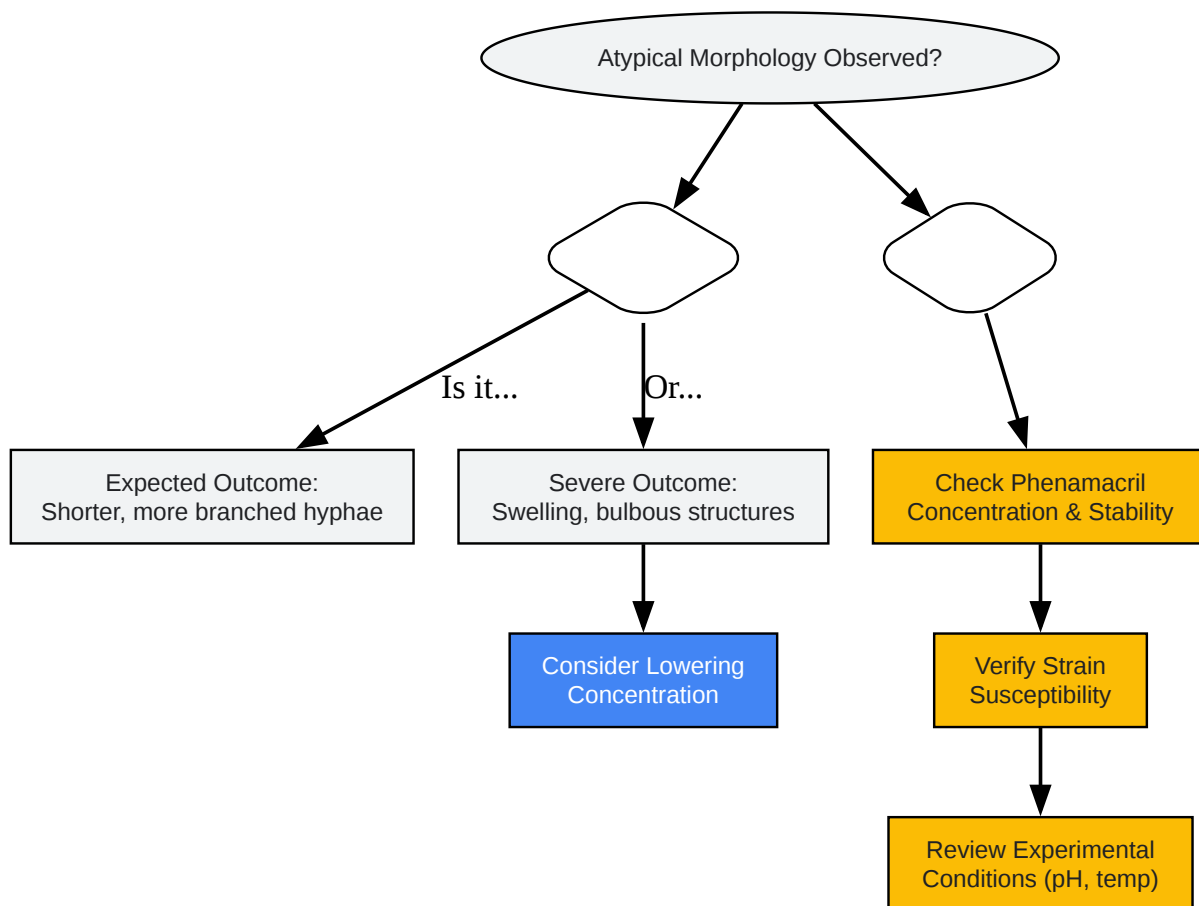 Atypical Morphology Observed?
Is it...
Or...
Expected Outcome:
Shorter, more branched hyphae
Severe Outcome:
Swelling, bulbous structures
Check Phenamacril
Concentration & Stability
Consider Lowering
Concentration
Verify Strain
Susceptibility
Review Experimental
Conditions (pH, temp)